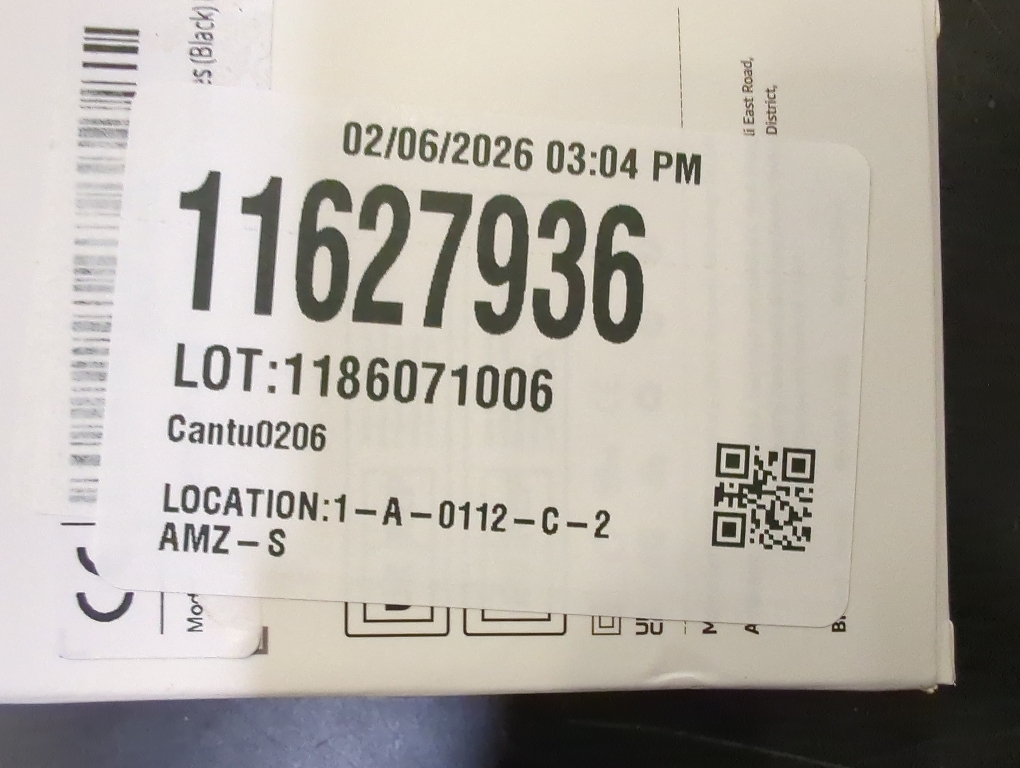 02/06/2026 03:04 PM
11627936
LOT:1186071006
Cantu0206
LOCATION:1-A-0112-C-2
AMZ-S
(Black)
East Road,
District,